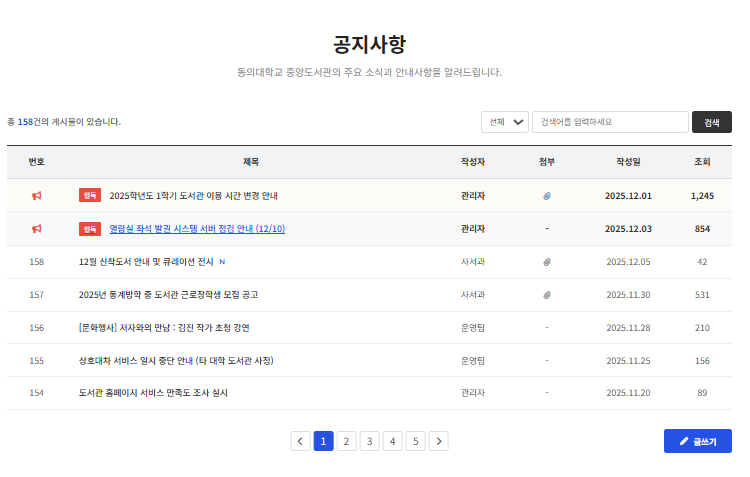 공지사항
동의대학교 중앙도서관의 주요 소식과 안내사항을 알려드립니다.
총 158건의 게시물이 있습니다.
전체 검색어를 입력하세요 검색
번호 제목 작성자 첨부 작성일 조회
필독 2025학년도 1학기 도서관 이용 시간 변경 안내 관리자 2025.12.01 1,245
필독 열람실 좌석 발권 시스템 서버 점검 안내 (12/10) 관리자 - 2025.12.03 854
158 12월 신착도서 안내 및 큐레이션 전시 N 사서과 2025.12.05 42
157 2025년 동계방학 중 도서관 근로장학생 모집 공고 사서과 2025.11.30 531
156 [문화행사] 저자와의 만남 : 김진 작가 초청 강연 운영팀 - 2025.11.28 210
155 상호대차 서비스 일시 중단 안내 (타 대학 도서관 사정) 운영팀 - 2025.11.25 156
154 도서관 홈페이지 서비스 만족도 조사 실시 관리자 - 2025.11.20 89
1 2 3 4 5 글쓰기